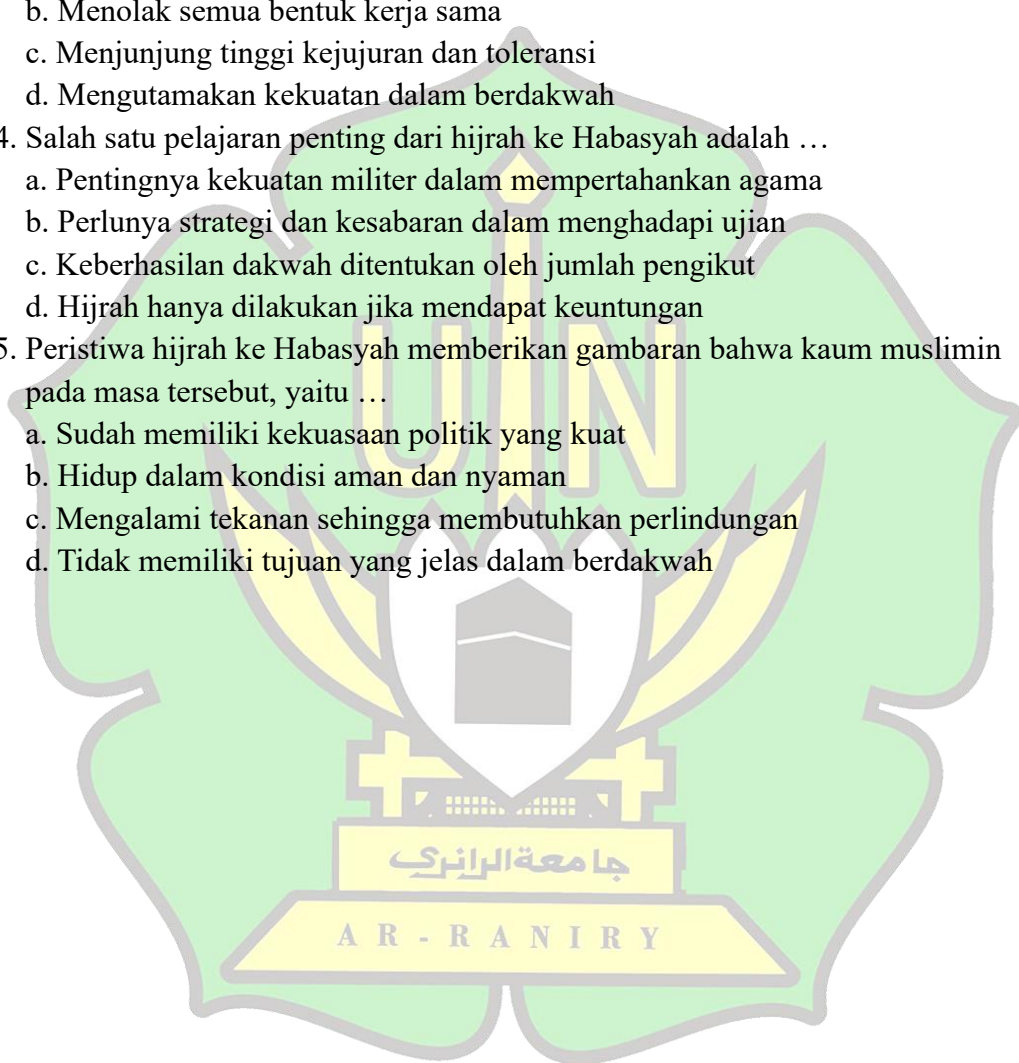 b. Menolak semua bentuk kerja sama
c. Menjunjung tinggi kejujuran dan toleransi
d. Mengutamakan kekuatan dalam berdakwah
4. Salah satu pelajaran penting dari hijrah ke Habasyah adalah …
a. Pentingnya kekuatan militer dalam mempertahankan agama
b. Perlunya strategi dan kesabaran dalam menghadapi ujian
c. Keberhasilan dakwah ditentukan oleh jumlah pengikut
d. Hijrah hanya dilakukan jika mendapat keuntungan
5. Peristiwa hijrah ke Habasyah memberikan gambaran bahwa kaum muslimin
pada masa tersebut, yaitu …
a. Sudah memiliki kekuasaan politik yang kuat
b. Hidup dalam kondisi aman dan nyaman
c. Mengalami tekanan sehingga membutuhkan perlindungan
d. Tidak memiliki tujuan yang jelas dalam berdakwah
UIN
جامعة الرانري
AR-RANIRY